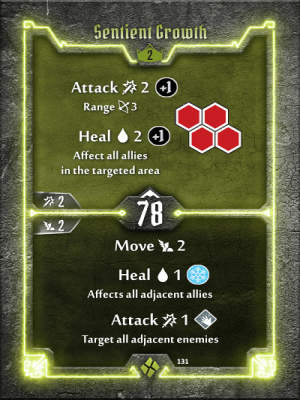 Sentient Growth
2
Attack 2 +1
Range 3
Heal 2 +1
Affect all allies
in the targeted area
2
78
2
Move 2
Heal 1
Affects all adjacent allies
Attack 1
Target all adjacent enemies
131